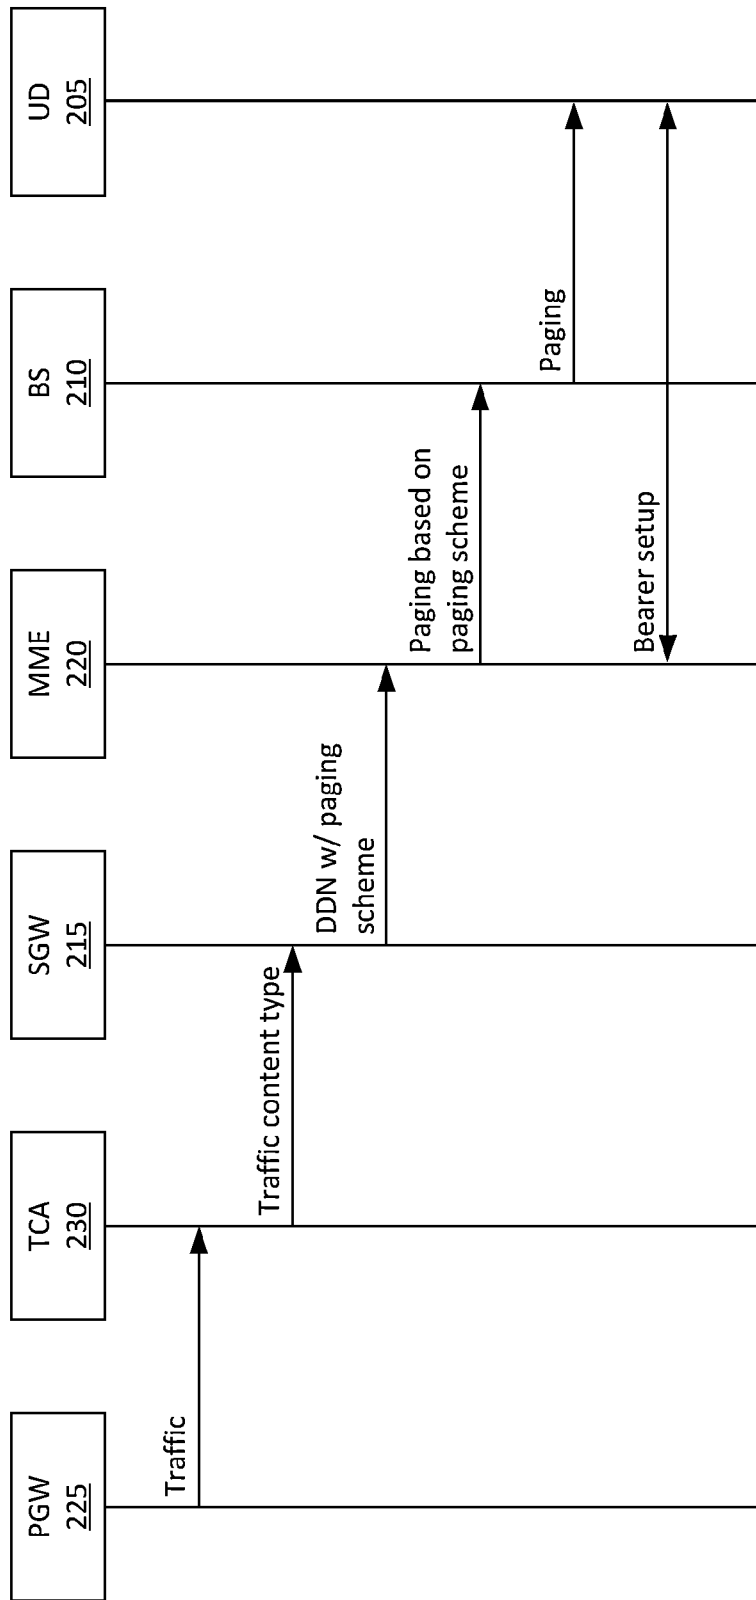 PGW
225
TCA
230
SGW
215
MME
220
BS
210
UD
205
Traffic
Traffic content type
DDN w/ paging
scheme
Paging based on
paging scheme
Paging
Bearer setup